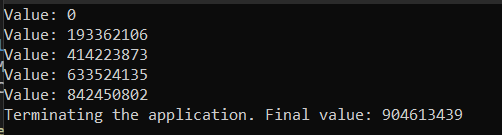 Value: 0
Value: 193362106
Value: 414223873
Value: 633524135
Value: 842450802
Terminating the application. Final value: 904613439